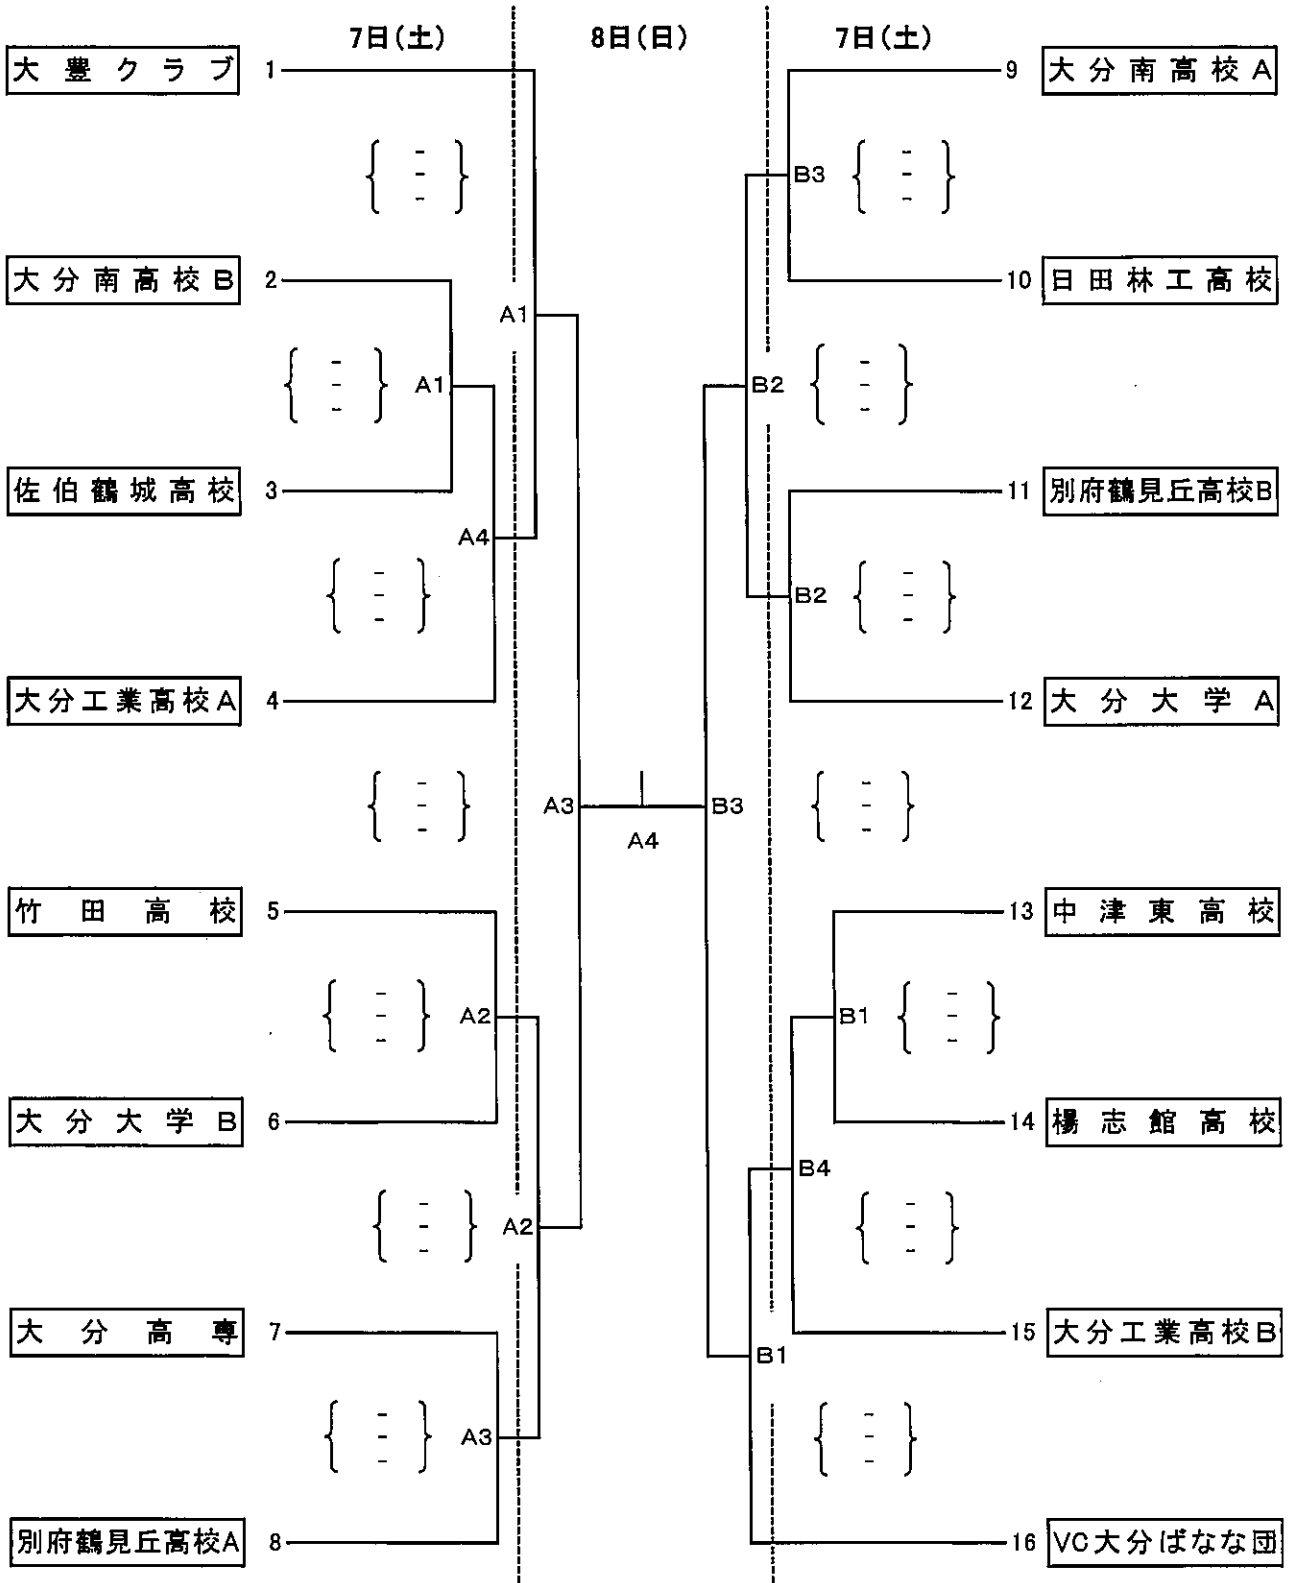 7日(土) 8日(日) 7日(土)
大豊クラブ 1 9 大分南高校A
{ - - - } B3 { - - - }
大分南高校B 2 10 日田林工高校
A1
{ - - - } A1 B2 { - - - }
佐伯鶴城高校 3 11 別府鶴見丘高校B
A4
{ - - - } B2 { - - - }
大分工業高校A 4 12 大分大学A
{ - - - } A3 B3 { - - - }
A4
竹田高校 5 13 中津東高校
{ - - - } A2 B1 { - - - }
大分大学B 6 14 楊志館高校
B4
{ - - - } A2 { - - - }
大分高専 7 15 大分工業高校B
B1
{ - - - } A3 { - - - }
別府鶴見丘高校A 8 16 VC大分ばなな団